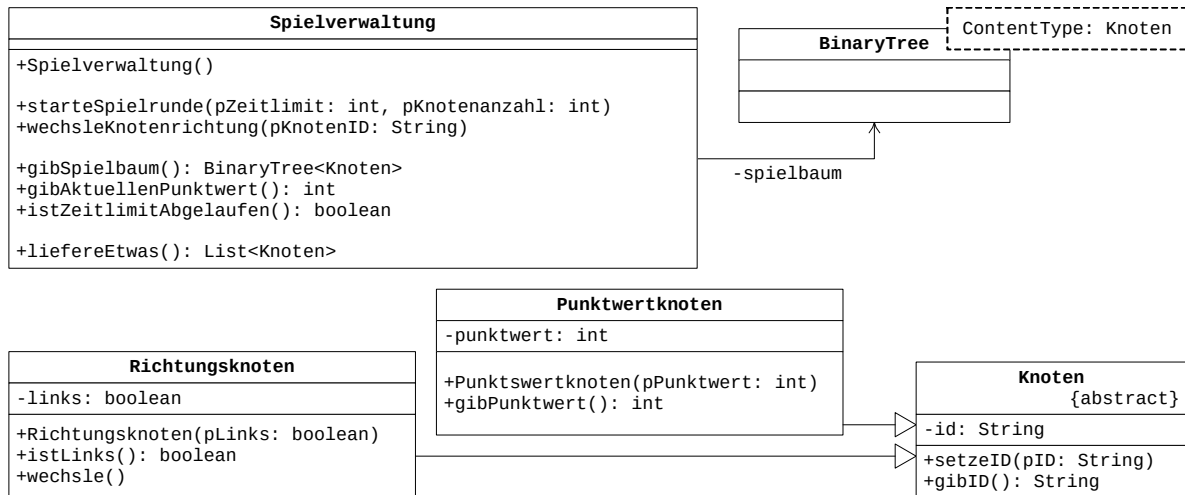 Spielverwaltung
+Spielverwaltung()
+starteSpielrunde(pZeitlimit: int, pKnotenanzahl: int)
+wechsleKnotenrichtung(pKnotenID: String)
+gibSpielbaum(): BinaryTree<Knoten>
+gibAktuellenPunktwert(): int
+istZeitlimitAbgelaufen(): boolean
+liefereEtwas(): List<Knoten>
ContentType: Knoten
BinaryTree
-spielbaum
Punktwertknoten
-punktwert: int
+Punktswertknoten(pPunktwert: int)
+gibPunktwert(): int
Richtungsknoten
-links: boolean
+Richtungsknoten(pLinks: boolean)
+istLinks(): boolean
+wechsle()
Knoten
{abstract}
-id: String
+setzeID(pID: String)
+gibID(): String